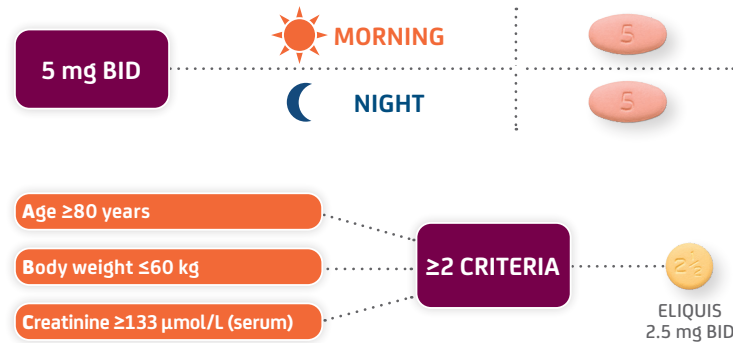 5 mg BID
MORNING
5
NIGHT
5
Age ≥80 years
Body weight ≤60 kg
Creatinine ≥133 μmol/L (serum)
≥2 CRITERIA
2½
ELIQUIS
2.5 mg BID